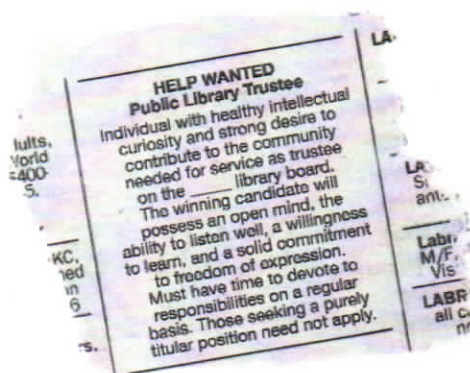 HELP WANTED
Public Library Trustee
Individual with healthy intellectual
curiosity and strong desire to
contribute to the community
needed for service as trustee
on the _____ library board.
The winning candidate will
possess an open mind, the
ability to listen well, a willingness
to learn, and a solid commitment
to freedom of expression.
Must have time to devote to
responsibilities on a regular
basis. Those seeking a purely
titular position need not apply.